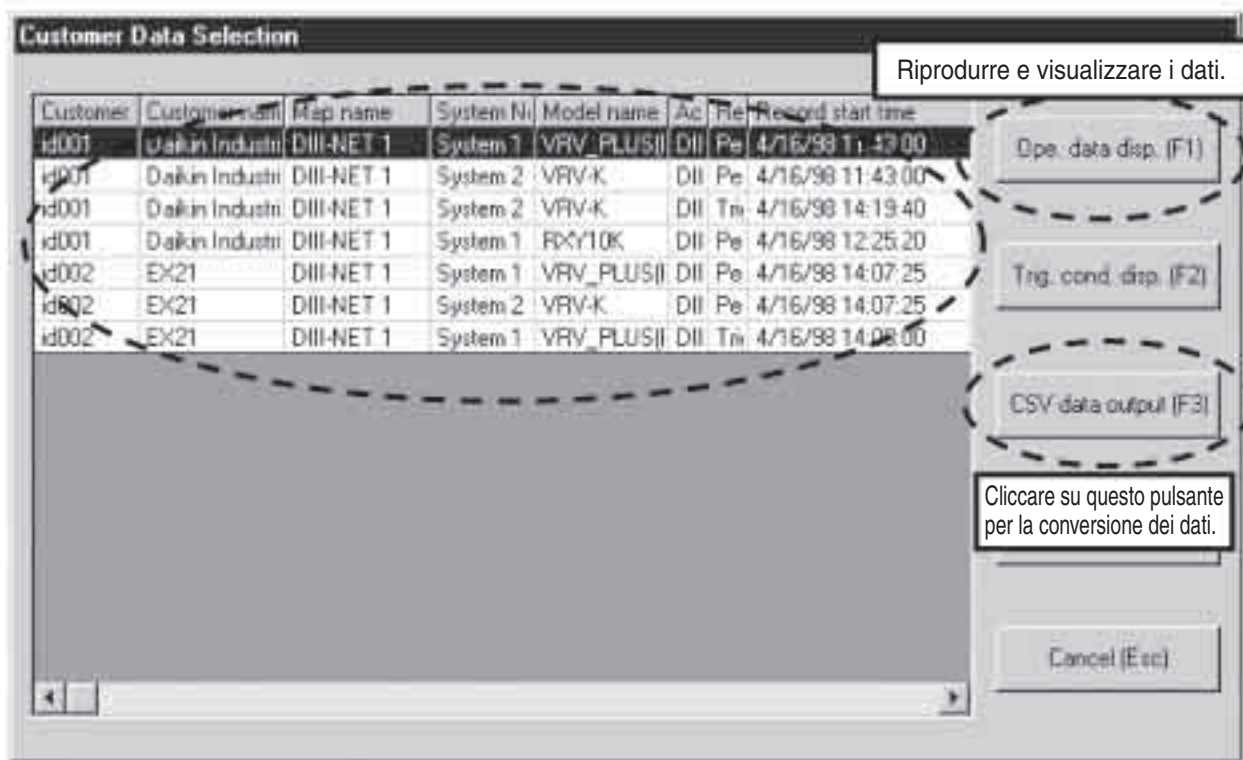 Customer Data Selection
Riprodurre e visualizzare i dati.
Customer Customer nam Map name System N Model name Ac Re Record start time
id001 Daikin Industri DIII-NET 1 System 1 VRV_PLUS(I DII Pe 4/16/98 11:43:00
id001 Daikin Industri DIII-NET 1 System 2 VRV-K DII Pe 4/16/98 11:43:00
id001 Daikin Industri DIII-NET 1 System 2 VRV-K DII Tri 4/16/98 14:19:40
id001 Daikin Industri DIII-NET 1 System 1 RXY10K DII Pe 4/16/98 12:25:20
id002 EX21 DIII-NET 1 System 1 VRV_PLUS(I DII Pe 4/16/98 14:07:25
id002 EX21 DIII-NET 1 System 2 VRV-K DII Pe 4/16/98 14:07:25
id002 EX21 DIII-NET 1 System 1 VRV_PLUS(I DII Tri 4/16/98 14:08:00
Ope. data disp. (F1)
Trig. cond. disp. (F2)
CSV data output (F3)
Cliccare su questo pulsante
per la conversione dei dati.
Cancel (Esc)